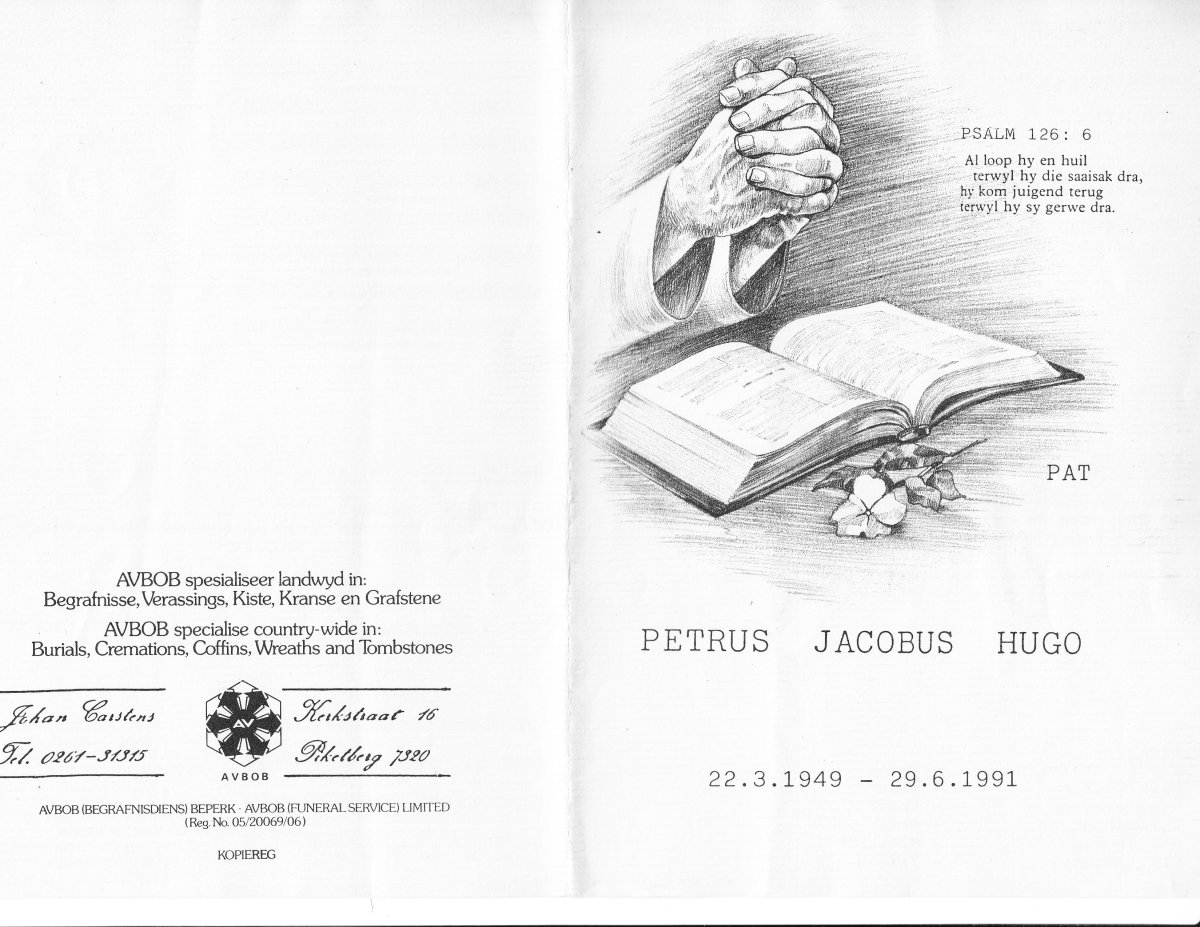 AVBOB spesialiseer landwyd in:
Begrafnisse, Verassings, Kiste, Kranse en Grafstene
AVBOB specialise country-wide in:
Burials, Cremations, Coffins, Wreaths and Tombstones
Johan Carstens
Tel. 0261-31315
AV
AVBOB
Kerkstraat 16
Piketberg 7320
AVBOB (BEGRAFNISDIENS) BEPERK · AVBOB (FUNERAL SERVICE) LIMITED
(Reg. No. 05/20069/06)
KOPIEREG
PSALM 126: 6
Al loop hy en huil
terwyl hy die saaisak dra,
hy kom juigend terug
terwyl hy sy gerwe dra.
PAT
PETRUS JACOBUS HUGO
22.3.1949 - 29.6.1991